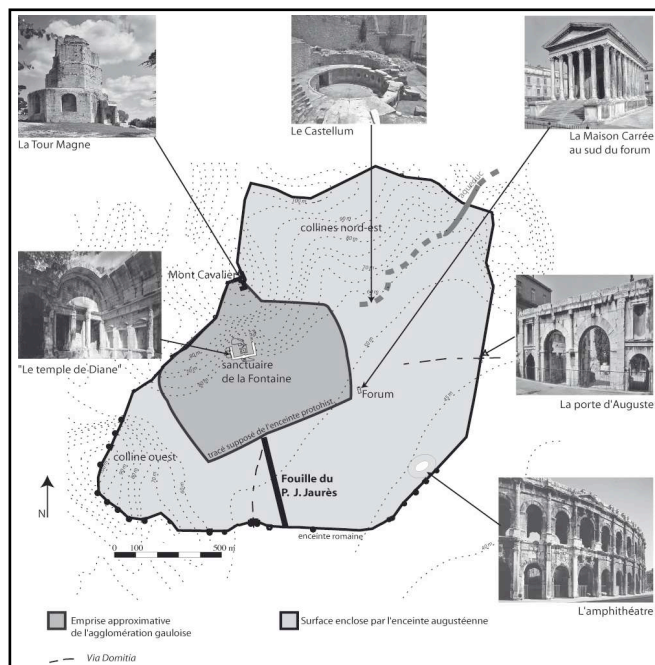 La Tour Magne
Le Castellum
La Maison Carrée
au sud du forum
aqueduc
collines nord-est
Mont Cavalier
"Le temple de Diane"
sanctuaire
de la Fontaine
Forum
La porte d'Auguste
tracé supposé de l'enceinte protohist.
colline ouest
Fouille du
P. J. Jaurès
N
enceinte romaine
0 100 500 m
L'amphithéatre
Emprise approximative
de l'agglomération gauloise
Surface enclose par l'enceinte augustéenne
Via Domitia